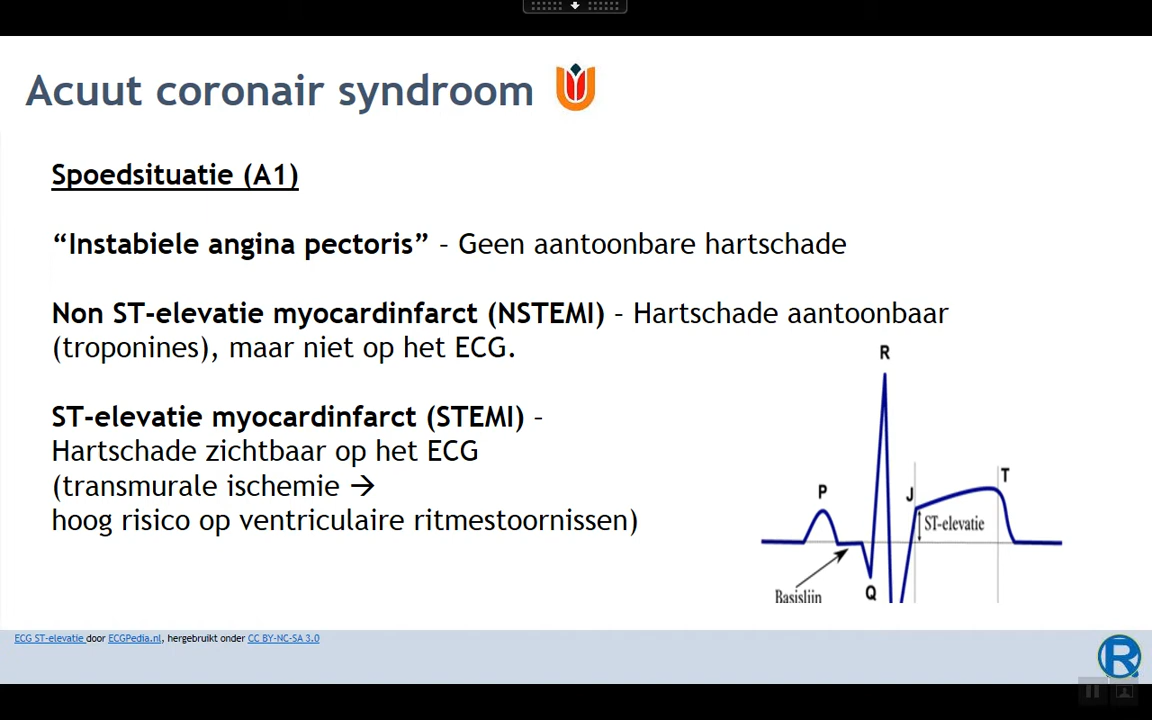 Acuut coronair syndroom
Spoedsituatie (A1)
“Instabiele angina pectoris” – Geen aantoonbare hartschade
Non ST-elevatie myocardinfarct (NSTEMI) – Hartschade aantoonbaar
(troponines), maar niet op het ECG.
ST-elevatie myocardinfarct (STEMI) –
Hartschade zichtbaar op het ECG
(transmurale ischemie →
hoog risico op ventriculaire ritmestoornissen)
R
P
J
T
ST-elevatie
Basislijn
Q
ECG ST-elevatie door ECGPedia.nl, hergebruikt onder CC BY-NC-SA 3.0
R